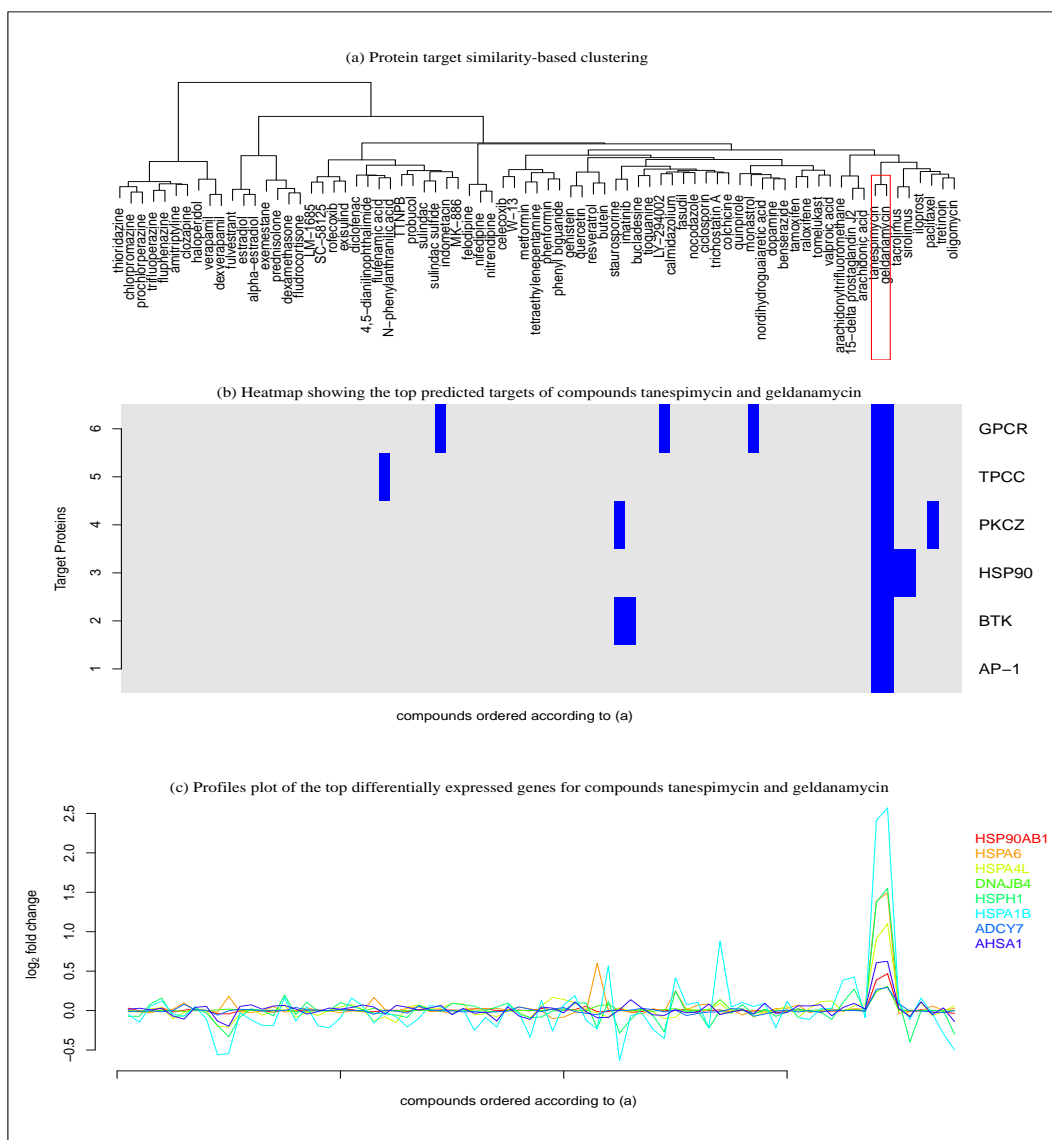 (a) Protein target similarity-based clustering
thioridazine
chlorpromazine
prochlorperazine
trifluoperazine
fluphenazine
amitriptyline
clozapine
haloperidol
verapamil
dexverapamil
fulvestrant
estradiol
alpha-estradiol
exemestane
prednisolone
dexamethasone
fludrocortisone
LM-1685
SC-58125
rofecoxib
exisulind
diclofenac
4,5-dianilinophthalimide
flufenamic acid
N-phenylanthranilic acid
TTNPB
probucol
sulindac
sulindac sulfide
indometacin
MK-886
felodipine
nifedipine
nitrendipine
celecoxib
W-13
metformin
tetraethylenepentamine
phenformin
phenyl biguanide
genistein
quercetin
resveratrol
butein
staurosporine
imatinib
bucladesine
LY-294002
calmidazolium
fasudil
nocodazole
ciclosporin
trichostatin A
colchicine
quinpirole
monastrol
nordihydroguaiaretic acid
dopamine
benserazide
tamoxifen
raloxifene
tomelukast
valproic acid
arachidonyltrifluoromethane
15-delta prostaglandin J2
arachidonic acid
tanespimycin
geldanamycin
tacrolimus
sirolimus
iloprost
paclitaxel
tretinoin
oligomycin
(b) Heatmap showing the top predicted targets of compounds tanespimycin and geldanamycin
Target Proteins
6
5
4
3
2
1
GPCR
TPCC
PKCZ
HSP90
BTK
AP-1
compounds ordered according to (a)
(c) Profiles plot of the top differentially expressed genes for compounds tanespimycin and geldanamycin
log2 fold change
2.5
2.0
1.5
1.0
0.5
0.0
-0.5
HSP90AB1
HSPA6
HSPA4L
DNAJB4
HSPH1
HSPA1B
ADCY7
AHSA1
compounds ordered according to (a)